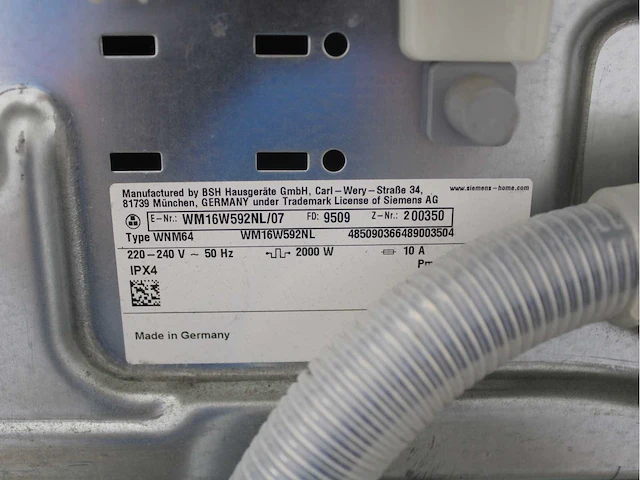 Manufactured by BSH Hausgeräte GmbH, Carl-Wery-Straße 34, www.siemens-home.com
81739 München, GERMANY under Trademark License of Siemens AG
E-Nr.: WM16W592NL/07 FD: 9509 Z-Nr.: 200350
Type WNM64 WM16W592NL 485090366489003504
220-240 V ~ 50 Hz 2000 W 10 A
IPX4
Made in Germany